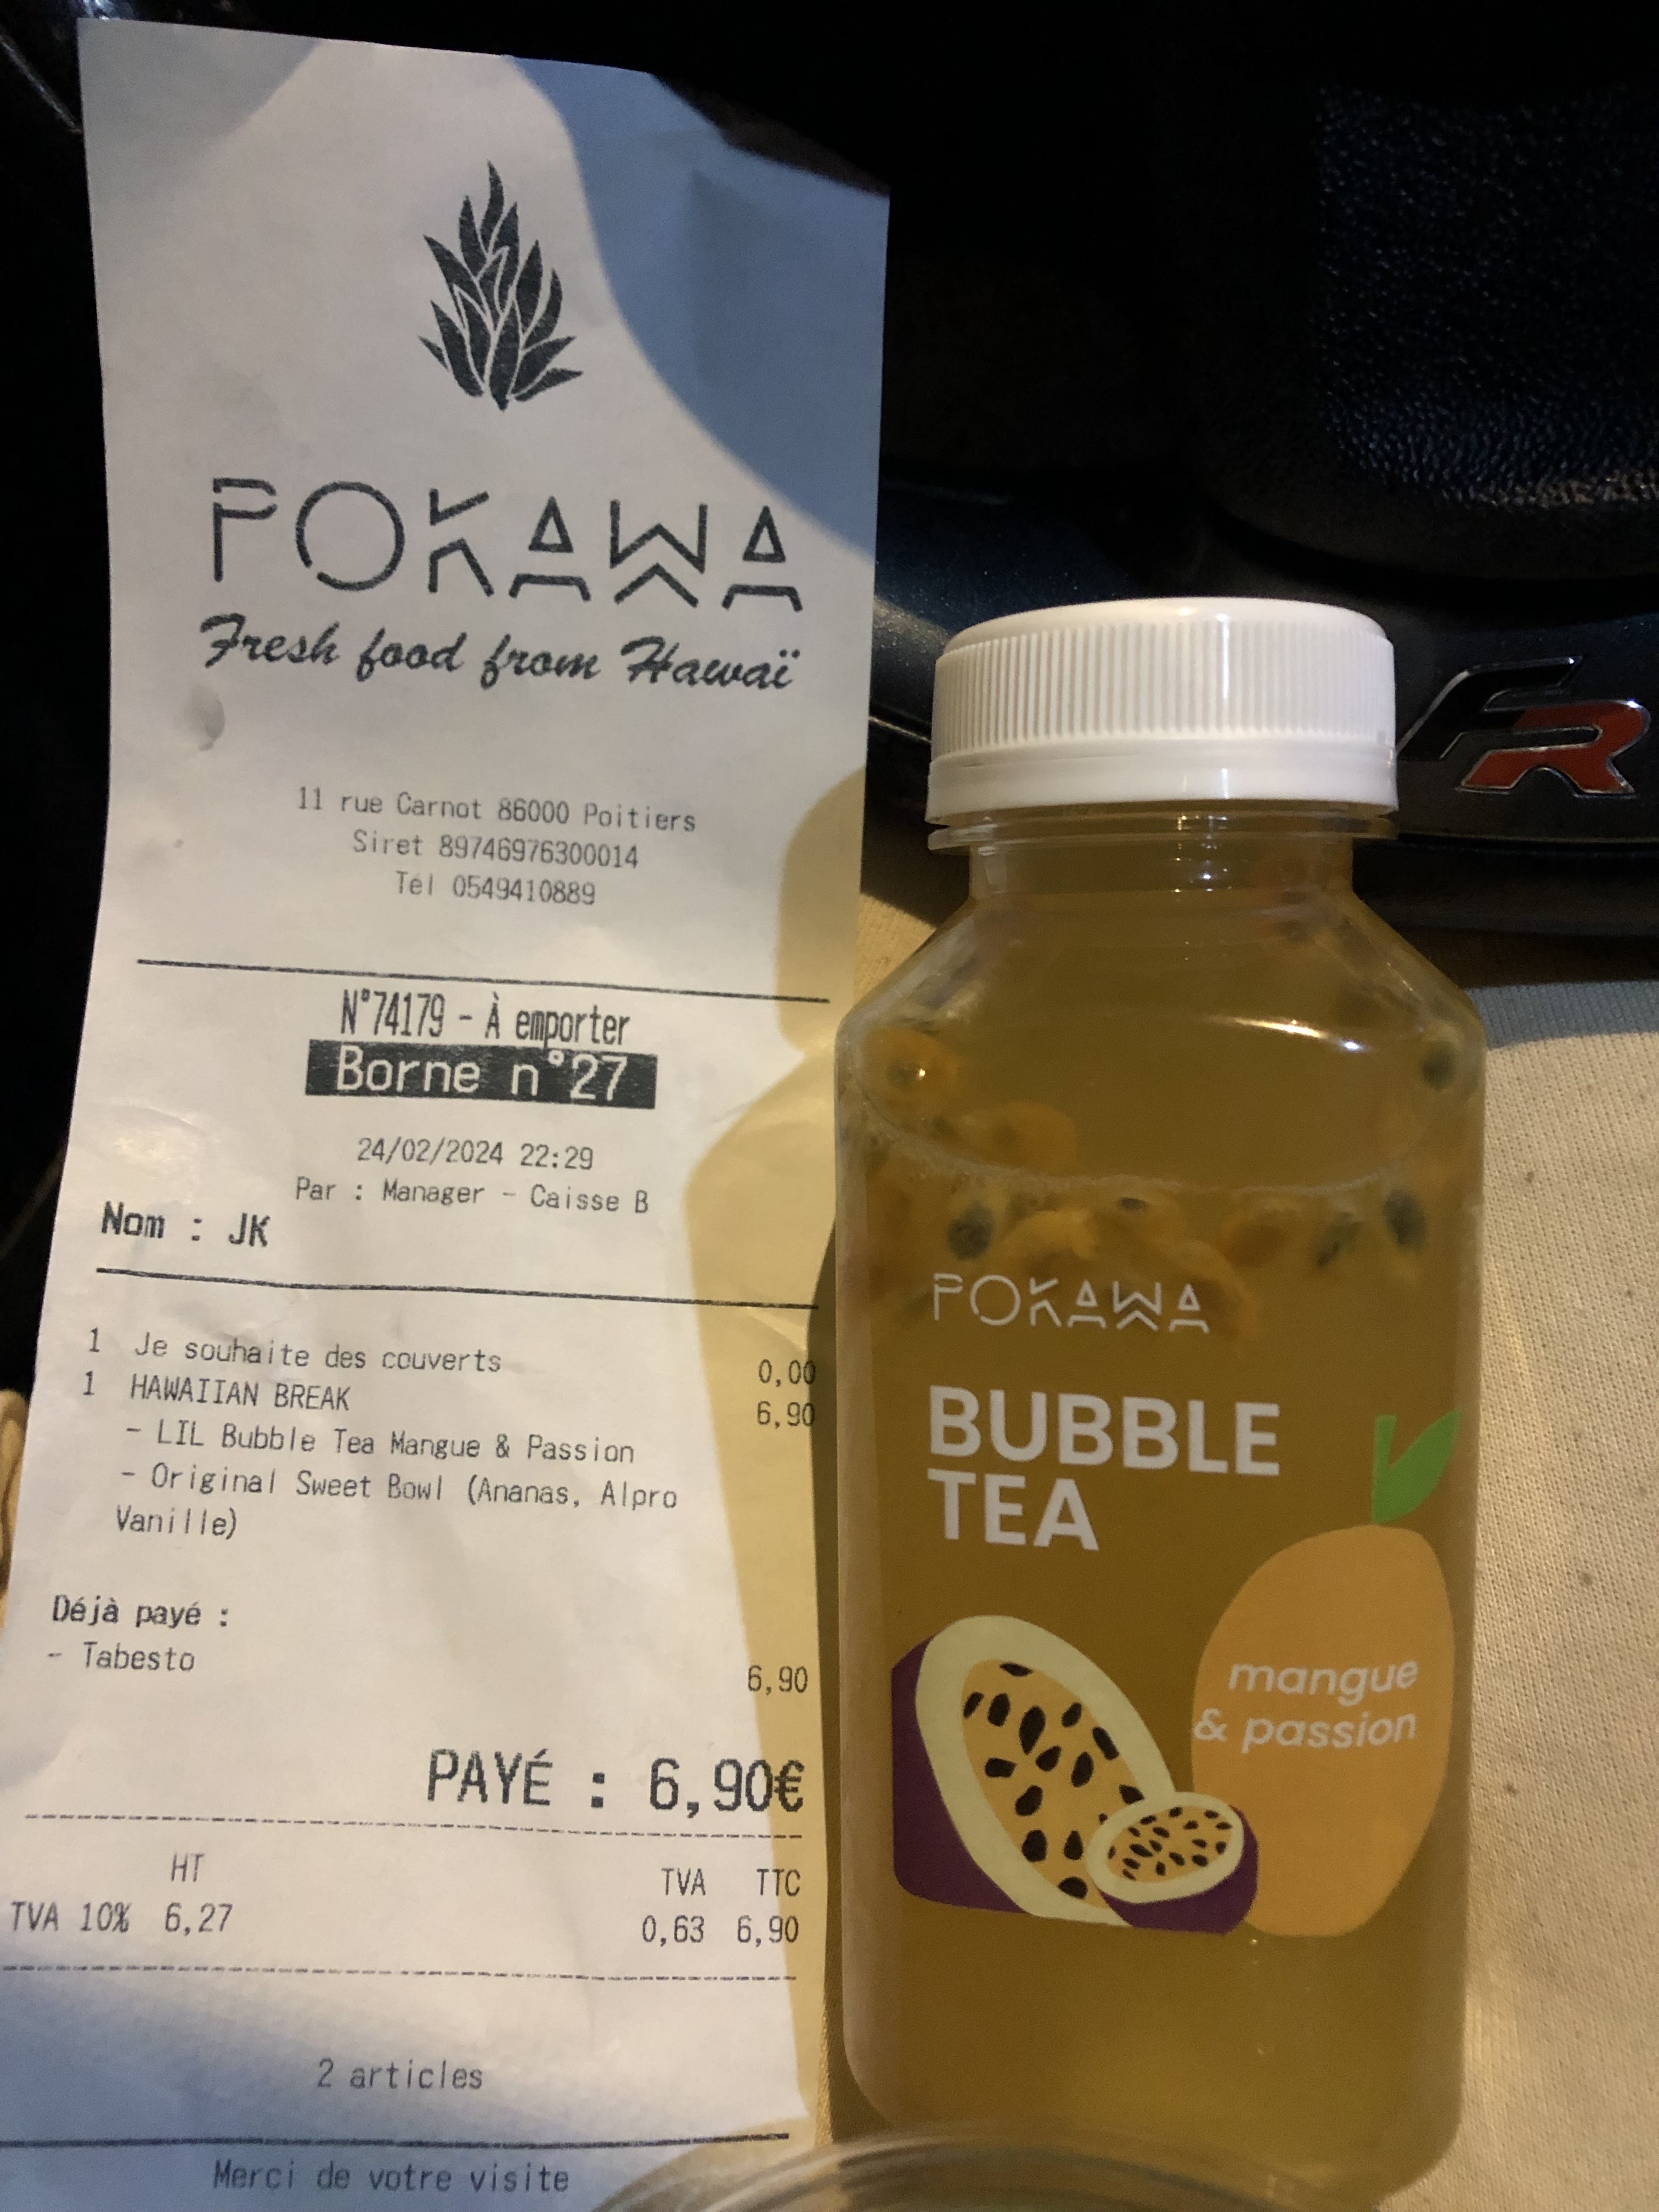 POKAWA
Fresh food from Hawaï
11 rue Carnot 86000 Poitiers
Siret 89746976300014
Tél 0549410889
N°74179 - À emporter
Borne n°27
24/02/2024 22:29
Par : Manager - Caisse B
Nom : JK
1 Je souhaite des couverts 0,00
1 HAWAIIAN BREAK 6,90
- LIL Bubble Tea Mangue & Passion
- Original Sweet Bowl (Ananas, Alpro
Vanille)
Déjà payé :
- Tabesto 6,90
PAYÉ : 6,90€
HT TVA TTC
TVA 10% 6,27 0,63 6,90
2 articles
Merci de votre visite
POKAWA
BUBBLE
TEA
mangue
& passion
FR